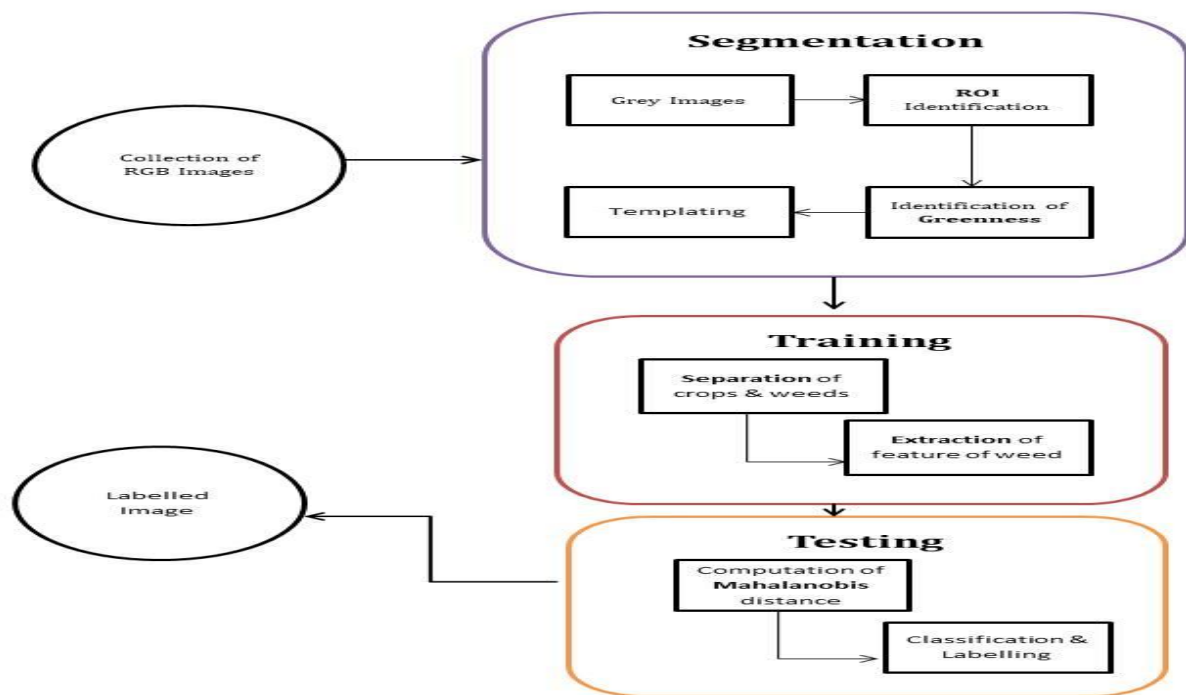 Segmentation
Grey Images
ROI
Identification
Collection of
RGB Images
Templating
Identification of
Greenness
Training
Separation of
crops & weeds
Extraction of
feature of weed
Labelled
Image
Testing
Computation of
Mahalanobis
distance
Classification &
Labelling